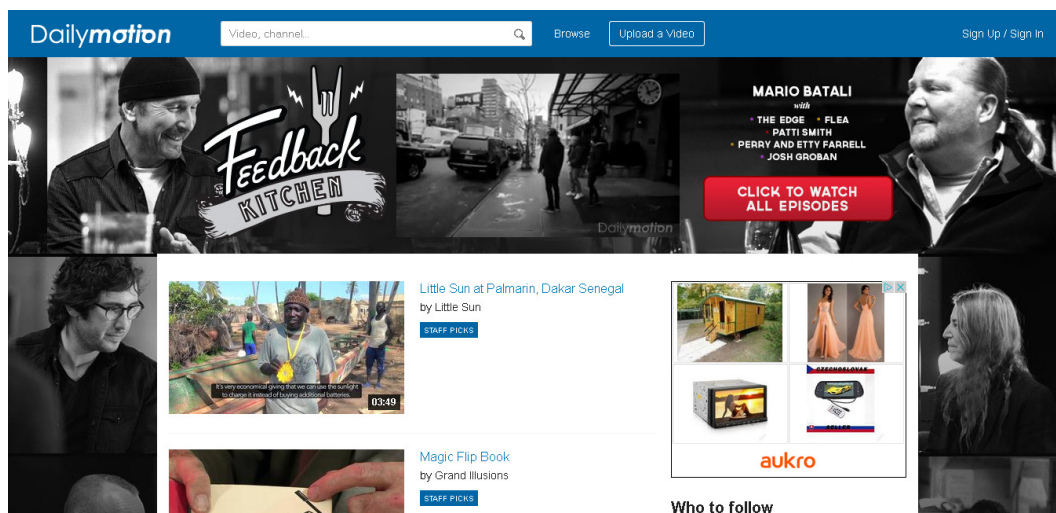 Dailymotion
Video, channel...
Browse
Upload a Video
Sign Up / Sign In
Feedback
KITCHEN
Dailymotion
MARIO BATALI
with
• THE EDGE • FLEA
• PATTI SMITH
• PERRY AND ETTY FARRELL
• JOSH GROBAN
CLICK TO WATCH
ALL EPISODES
It's very economical giving that we can use the sunlight
to charge it instead of buying additional batteries.
03:49
Little Sun at Palmarin, Dakar Senegal
by Little Sun
STAFF PICKS
Magic Flip Book
by Grand Illusions
STAFF PICKS
CZECHOSLOVAK
SELLER
aukro
Who to follow